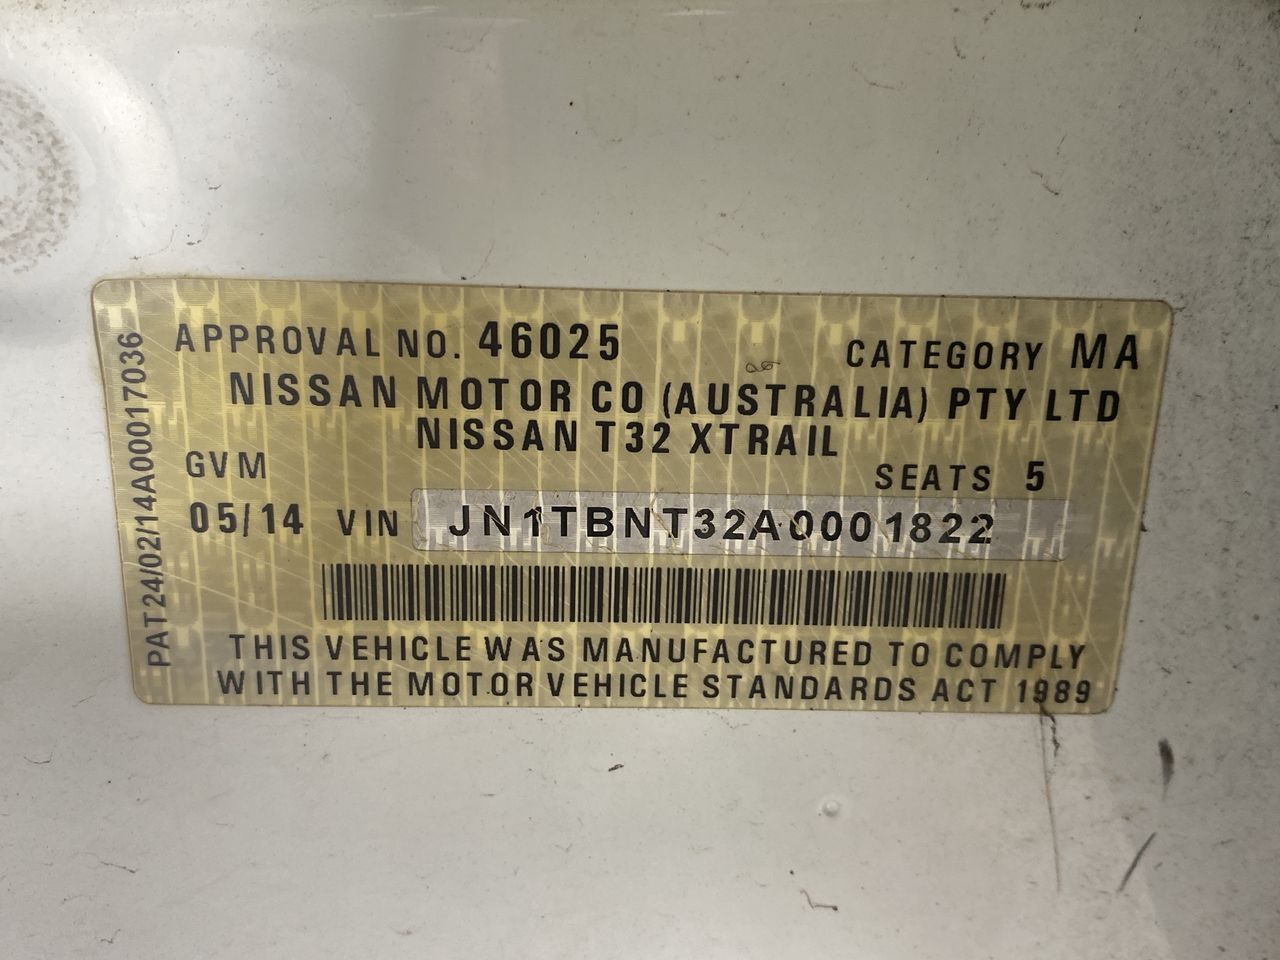 APPROVAL NO. 46025 CATEGORY MA
NISSAN MOTOR CO (AUSTRALIA) PTY LTD
NISSAN T32 XTRAIL
GVM SEATS 5
05/14 VIN JN1TBNT32A0001822
THIS VEHICLE WAS MANUFACTURED TO COMPLY
WITH THE MOTOR VEHICLE STANDARDS ACT 1989
PAT24/02/14A00017036